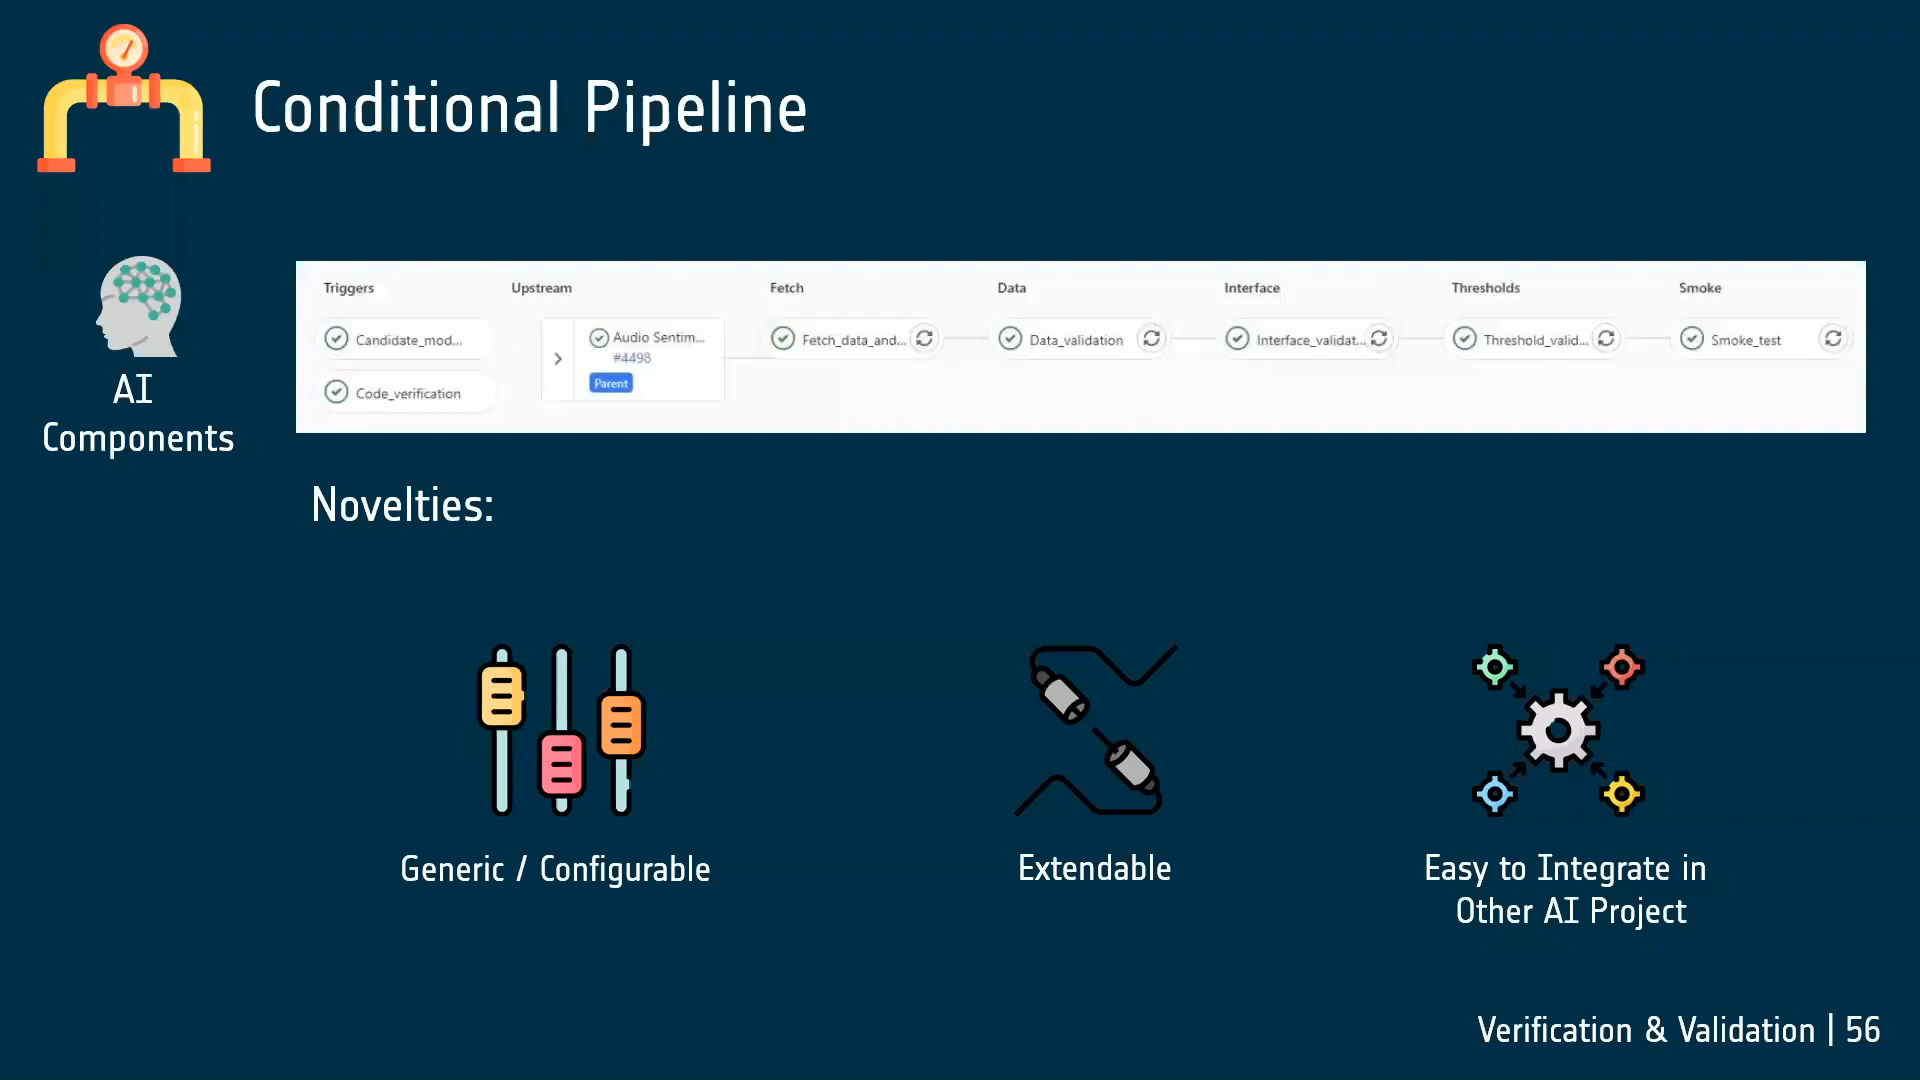 Conditional Pipeline
AI
Components
Triggers
Upstream
Fetch
Data
Interface
Thresholds
Smoke
Candidate_mod...
Code_verification
Audio Sentim...
#4498
Parent
Fetch_data_and...
Data_validation
Interface_validat...
Threshold_valid...
Smoke_test
Novelties:
Generic / Configurable
Extendable
Easy to Integrate in
Other AI Project
Verification & Validation | 56